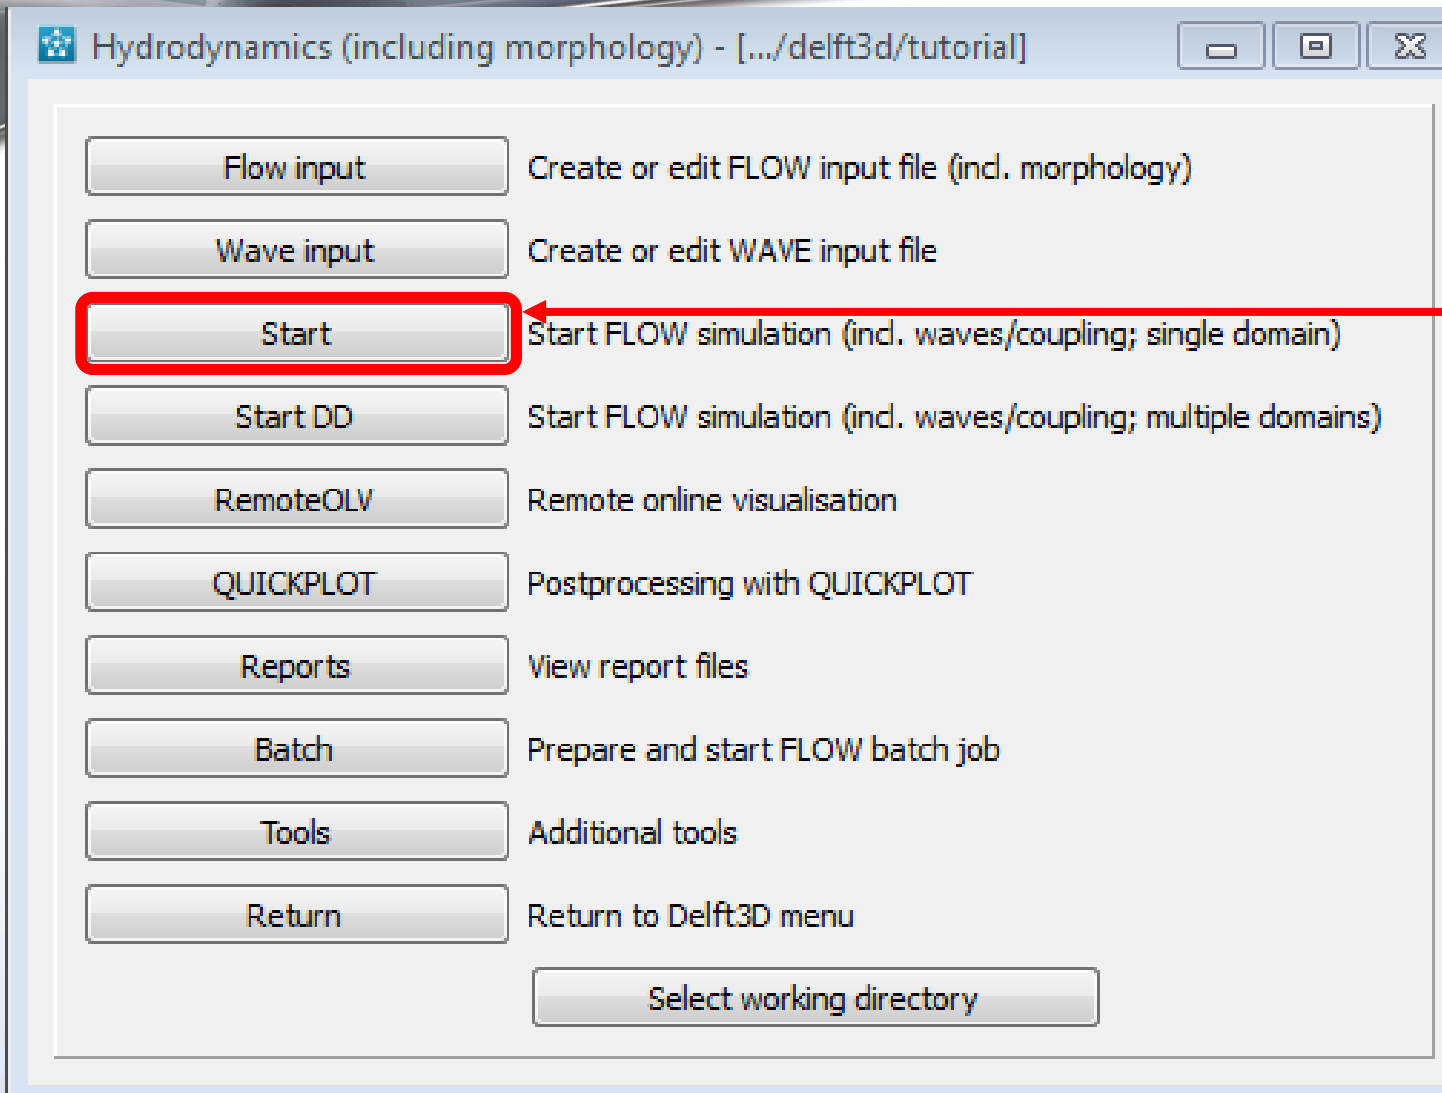 Hydrodynamics (including morphology) - [.../delft3d/tutorial]
Flow input Create or edit FLOW input file (incl. morphology)
Wave input Create or edit WAVE input file
Start Start FLOW simulation (incl. waves/coupling; single domain)
Start DD Start FLOW simulation (incl. waves/coupling; multiple domains)
RemoteOLV Remote online visualisation
QUICKPLOT Postprocessing with QUICKPLOT
Reports View report files
Batch Prepare and start FLOW batch job
Tools Additional tools
Return Return to Delft3D menu
Select working directory